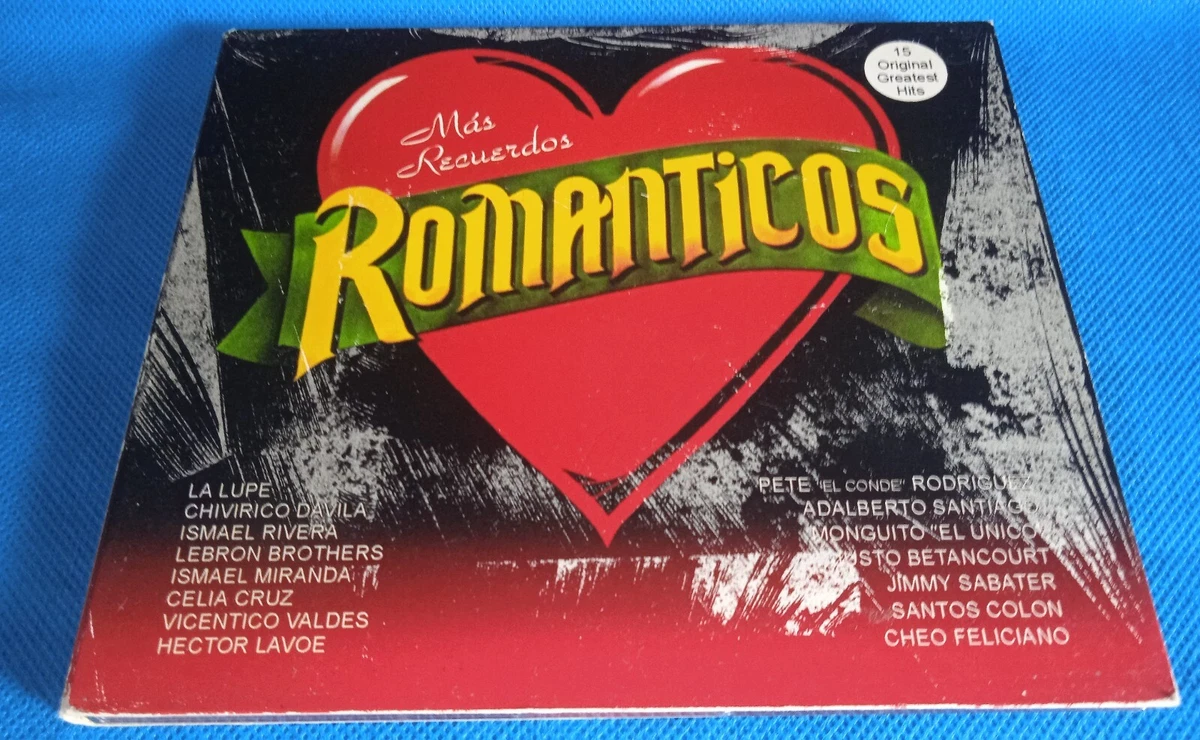 15
Original
Greatest
Hits
Más
Recuerdos
ROMANTICOS
LA LUPE
CHIVIRICO DAVILA
ISMAEL RIVERA
LEBRON BROTHERS
ISMAEL MIRANDA
CELIA CRUZ
VICENTICO VALDES
HECTOR LAVOE
PETE "EL CONDE" RODRIGUEZ
ADALBERTO SANTIAGO
MONGUITO "EL UNICO"
BETANCOURT
JIMMY SABATER
SANTOS COLON
CHEO FELICIANO